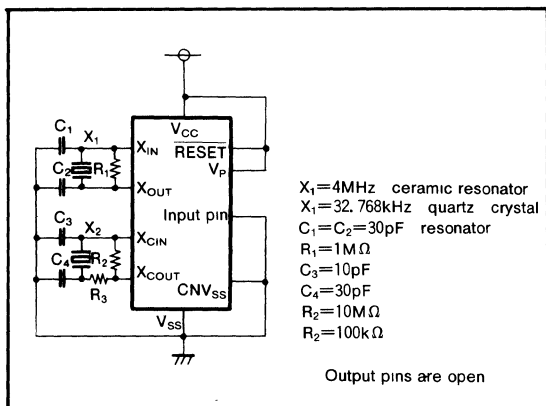 C1
X1
XIN
C2
R1
XOUT
C3
X2
XCIN
C4
R2
XCOUT
R3
VSS
VCC
RESET
VP
Input pin
CNVSS
X1=4MHz ceramic resonator
X1=32.768kHz quartz crystal
C1=C2=30pF resonator
R1=1MΩ
C3=10pF
C4=30pF
R2=10MΩ
R2=100kΩ
Output pins are open